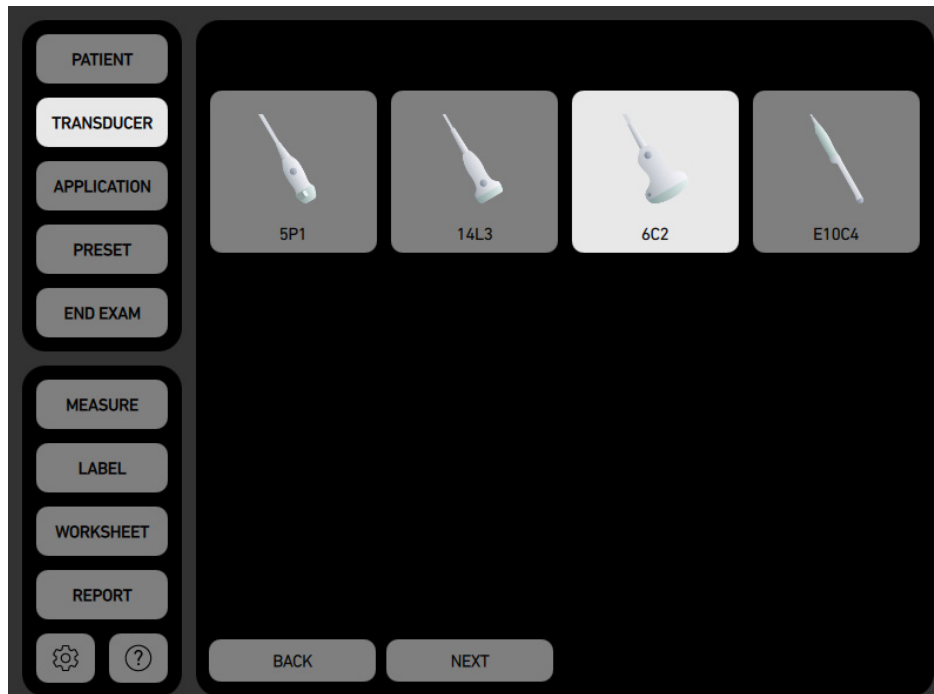 PATIENT
TRANSDUCER
APPLICATION
PRESET
END EXAM
MEASURE
LABEL
WORKSHEET
REPORT
?
5P1
14L3
6C2
E10C4
BACK
NEXT